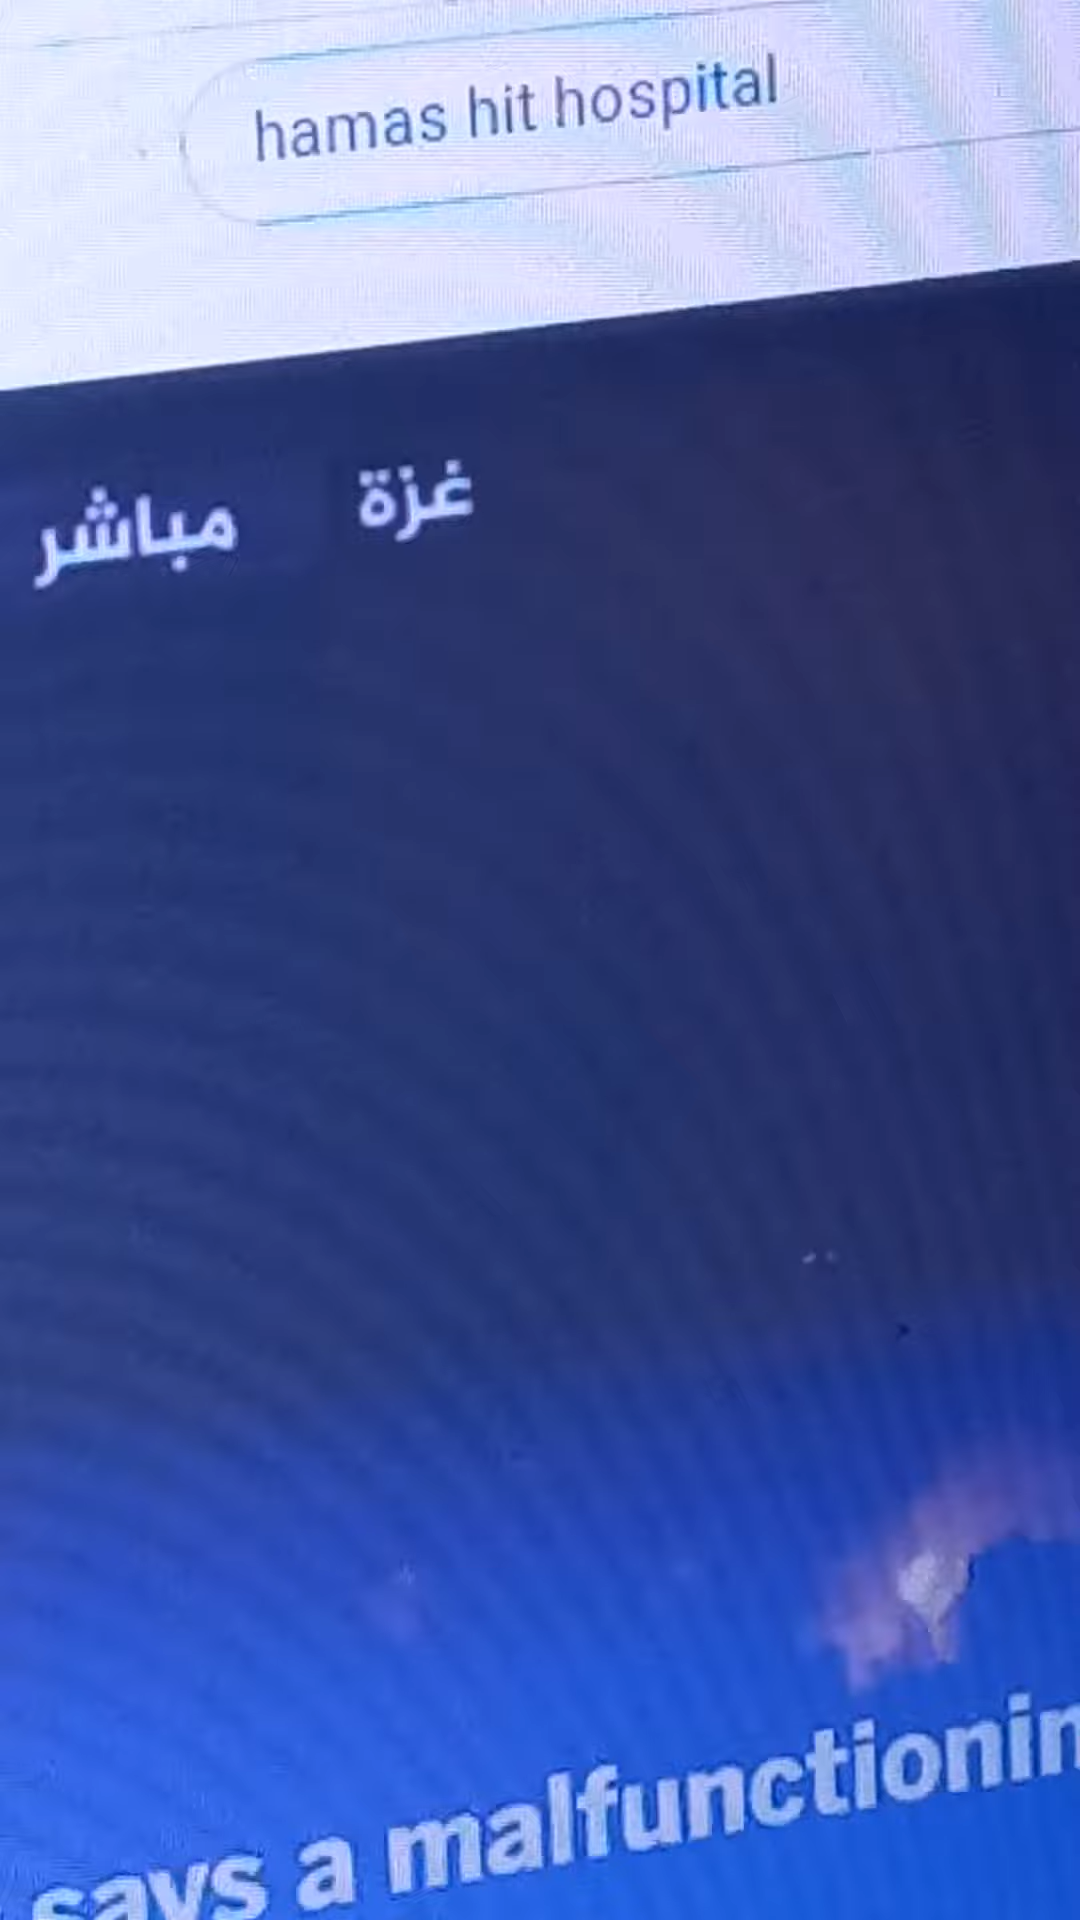 hamas hit hospital
غزة مباشر
says a malfunctionin